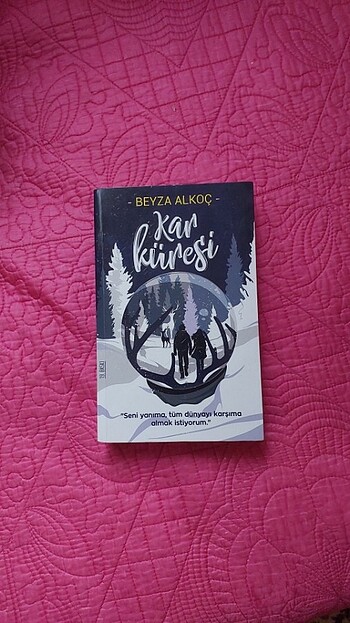 - BEYZA ALKOÇ -
Kar
küresi
"Seni yanıma, tüm dünyayı karşıma
almak istiyorum."